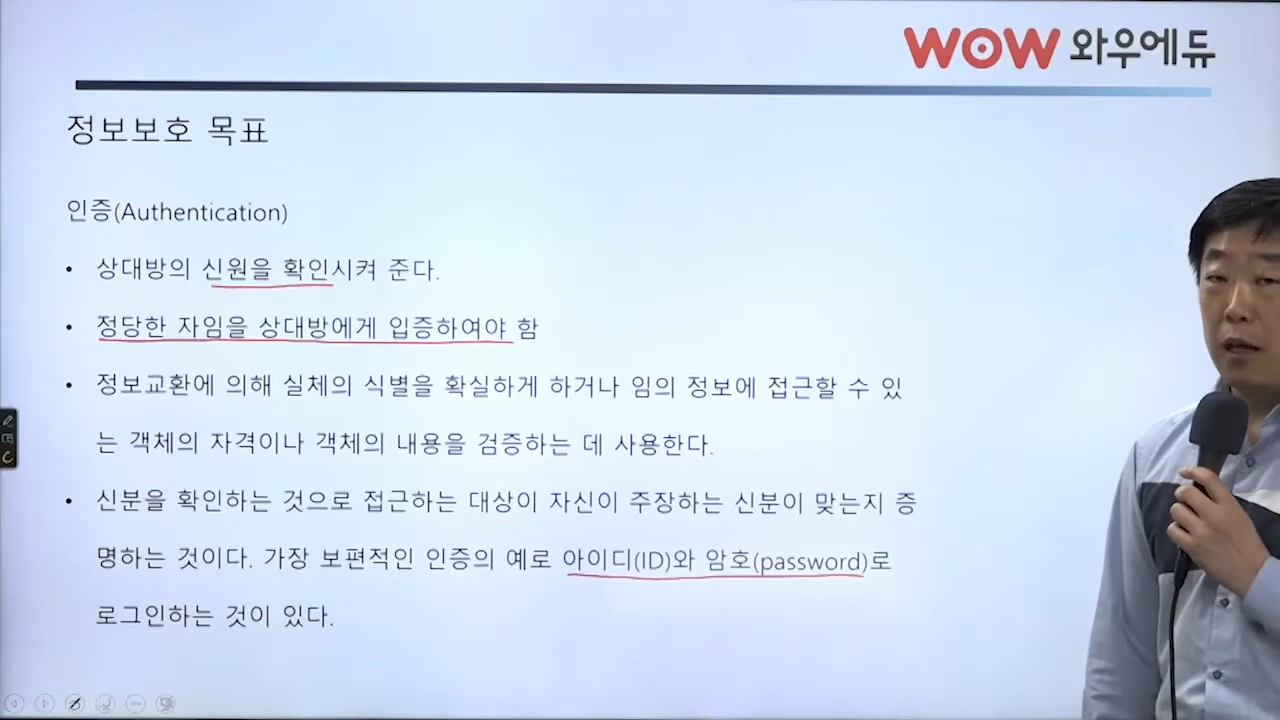 WOW 와우에듀
정보보호 목표
인증(Authentication)
• 상대방의 신원을 확인시켜 준다.
• 정당한 자임을 상대방에게 입증하여야 함
• 정보교환에 의해 실체의 식별을 확실하게 하거나 임의 정보에 접근할 수 있
는 객체의 자격이나 객체의 내용을 검증하는 데 사용한다.
• 신분을 확인하는 것으로 접근하는 대상이 자신이 주장하는 신분이 맞는지 증
명하는 것이다. 가장 보편적인 인증의 예로 아이디(ID)와 암호(password)로
로그인하는 것이 있다.